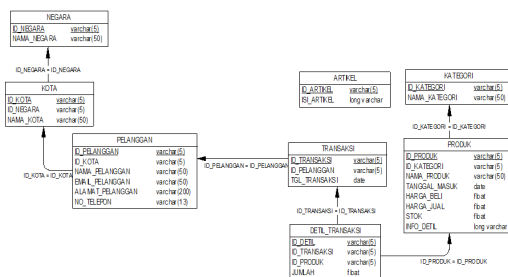 NEGARA
ID_NEGARA varchar(5)
NAMA_NEGARA varchar(50)
ID_NEGARA = ID_NEGARA
KOTA
ID_KOTA varchar(5)
ID_NEGARA varchar(5)
NAMA_KOTA varchar(50)
ID_KOTA = ID_KOTA
PELANGGAN
ID_PELANGGAN varchar(5)
ID_KOTA varchar(5)
NAMA_PELANGGAN varchar(50)
EMAIL_PELANGGAN varchar(50)
ALAMAT_PELANGGAN varchar(200)
NO_TELEPON varchar(13)
ID_PELANGGAN = ID_PELANGGAN
ARTIKEL
ID_ARTIKEL varchar(5)
ISI_ARTIKEL long varchar
TRANSAKSI
ID_TRANSAKSI varchar(5)
ID_PELANGGAN varchar(5)
TGL_TRANSAKSI date
ID_TRANSAKSI = ID_TRANSAKSI
DETIL_TRANSAKSI
ID_DETIL varchar(5)
ID_TRANSAKSI varchar(5)
ID_PRODUK varchar(5)
JUMLAH float
KATEGORI
ID_KATEGORI varchar(5)
NAMA_KATEGORI varchar(50)
ID_KATEGORI = ID_KATEGORI
PRODUK
ID_PRODUK varchar(5)
ID_KATEGORI varchar(5)
NAMA_PRODUK varchar(50)
TANGGAL_MASUK date
HARGA_BELI float
HARGA_JUAL float
STOK float
INFO_DETIL long varchar
ID_PRODUK = ID_PRODUK